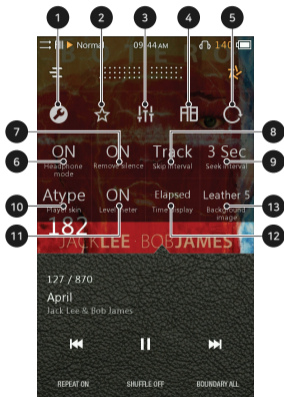 1 2 3 4 5
Normal 09:44 AM 140
7 8
ON ON Track 3 Sec
6 Headphone mode Remove silence Skip interval Seek interval 9
10 Atype ON Elapsed Leather 5 13
Player skin Level meter Time display Background image
182
11 12
JACK LEE · BOB JAMES
127 / 870
April
Jack Lee & Bob James
REPEAT ON SHUFFLE OFF BOUNDARY ALL